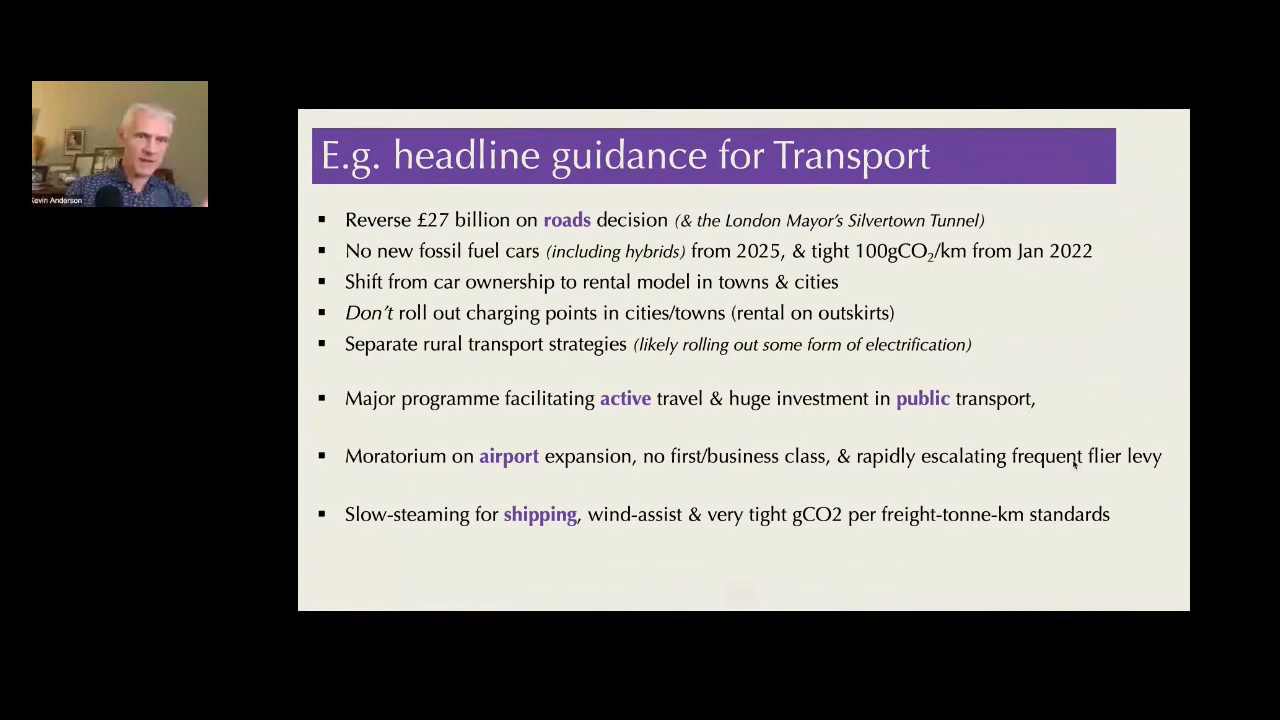 Kevin Anderson
E.g. headline guidance for Transport
▪ Reverse £27 billion on roads decision (& the London Mayor's Silvertown Tunnel)
▪ No new fossil fuel cars (including hybrids) from 2025, & tight 100gCO₂/km from Jan 2022
▪ Shift from car ownership to rental model in towns & cities
▪ Don't roll out charging points in cities/towns (rental on outskirts)
▪ Separate rural transport strategies (likely rolling out some form of electrification)
▪ Major programme facilitating active travel & huge investment in public transport,
▪ Moratorium on airport expansion, no first/business class, & rapidly escalating frequent flier levy
▪ Slow-steaming for shipping, wind-assist & very tight gCO2 per freight-tonne-km standards